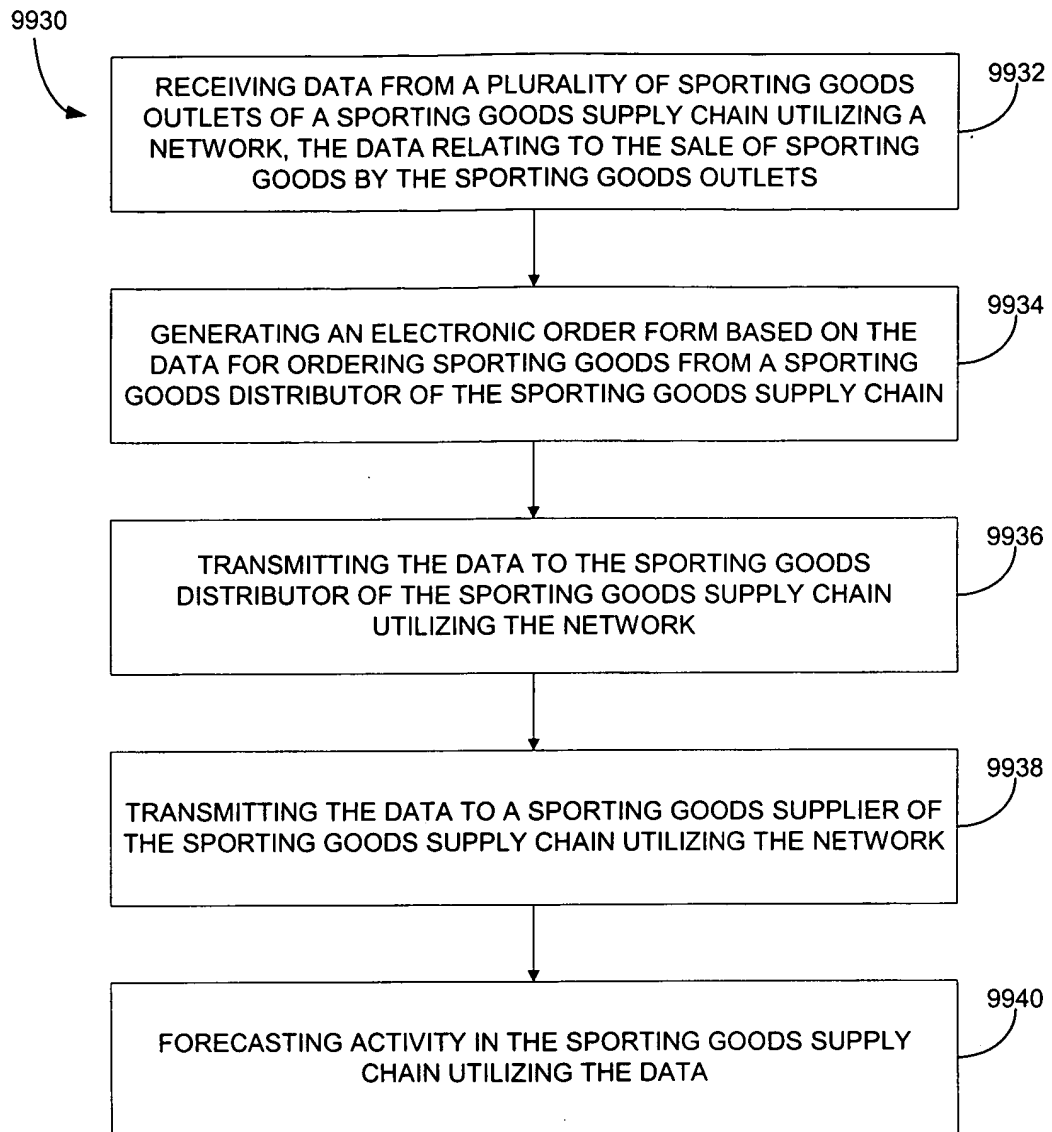 9930
RECEIVING DATA FROM A PLURALITY OF SPORTING GOODS
OUTLETS OF A SPORTING GOODS SUPPLY CHAIN UTILIZING A
NETWORK, THE DATA RELATING TO THE SALE OF SPORTING
GOODS BY THE SPORTING GOODS OUTLETS
9932
GENERATING AN ELECTRONIC ORDER FORM BASED ON THE
DATA FOR ORDERING SPORTING GOODS FROM A SPORTING
GOODS DISTRIBUTOR OF THE SPORTING GOODS SUPPLY CHAIN
9934
TRANSMITTING THE DATA TO THE SPORTING GOODS
DISTRIBUTOR OF THE SPORTING GOODS SUPPLY CHAIN
UTILIZING THE NETWORK
9936
TRANSMITTING THE DATA TO A SPORTING GOODS SUPPLIER OF
THE SPORTING GOODS SUPPLY CHAIN UTILIZING THE NETWORK
9938
FORECASTING ACTIVITY IN THE SPORTING GOODS SUPPLY
CHAIN UTILIZING THE DATA
9940